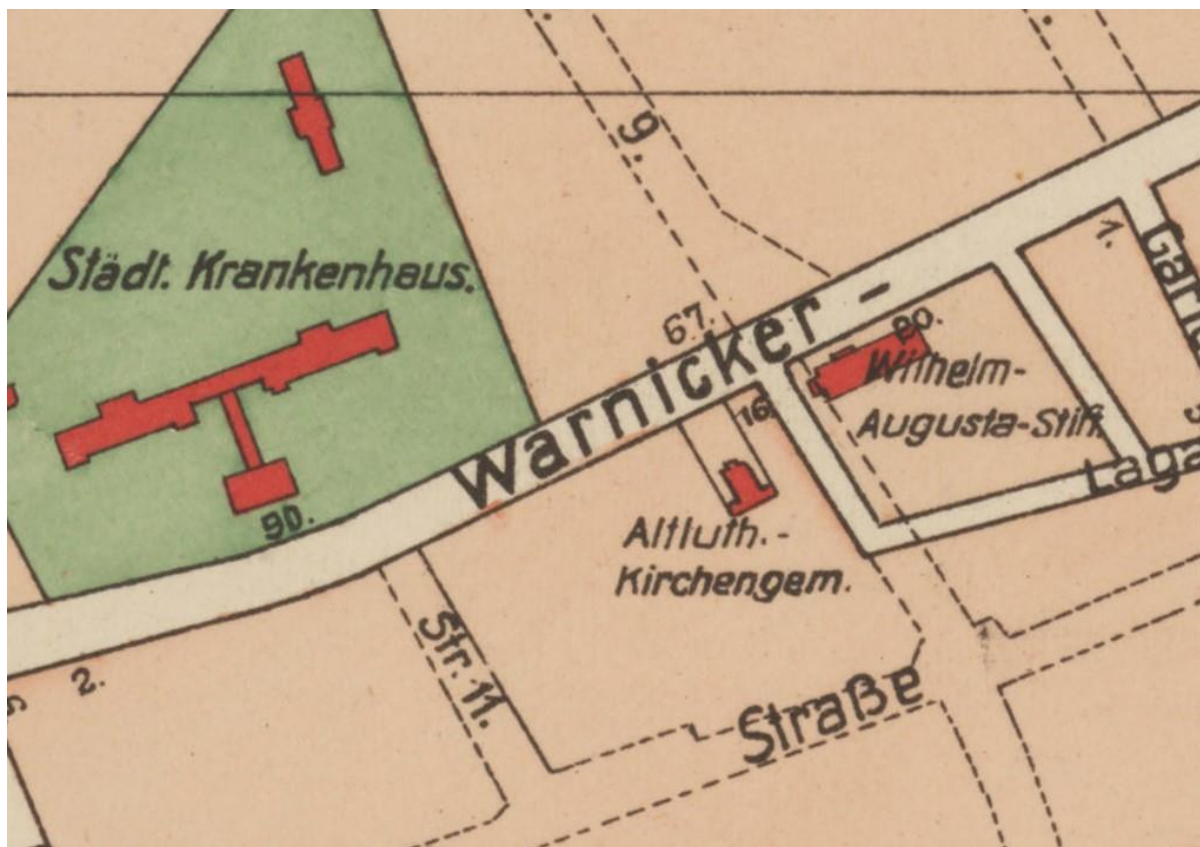 9.
1.
Städt. Krankenhaus.
67.
Warnicker-
20.
Wilhelm-
Augusta-Stift.
16.
90.
Altluth.-
Kirchengem.
Str. 11.
2.
Straße